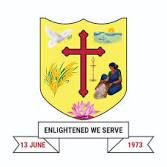 ENLIGHTENED WE SERVE
13 JUNE
1973